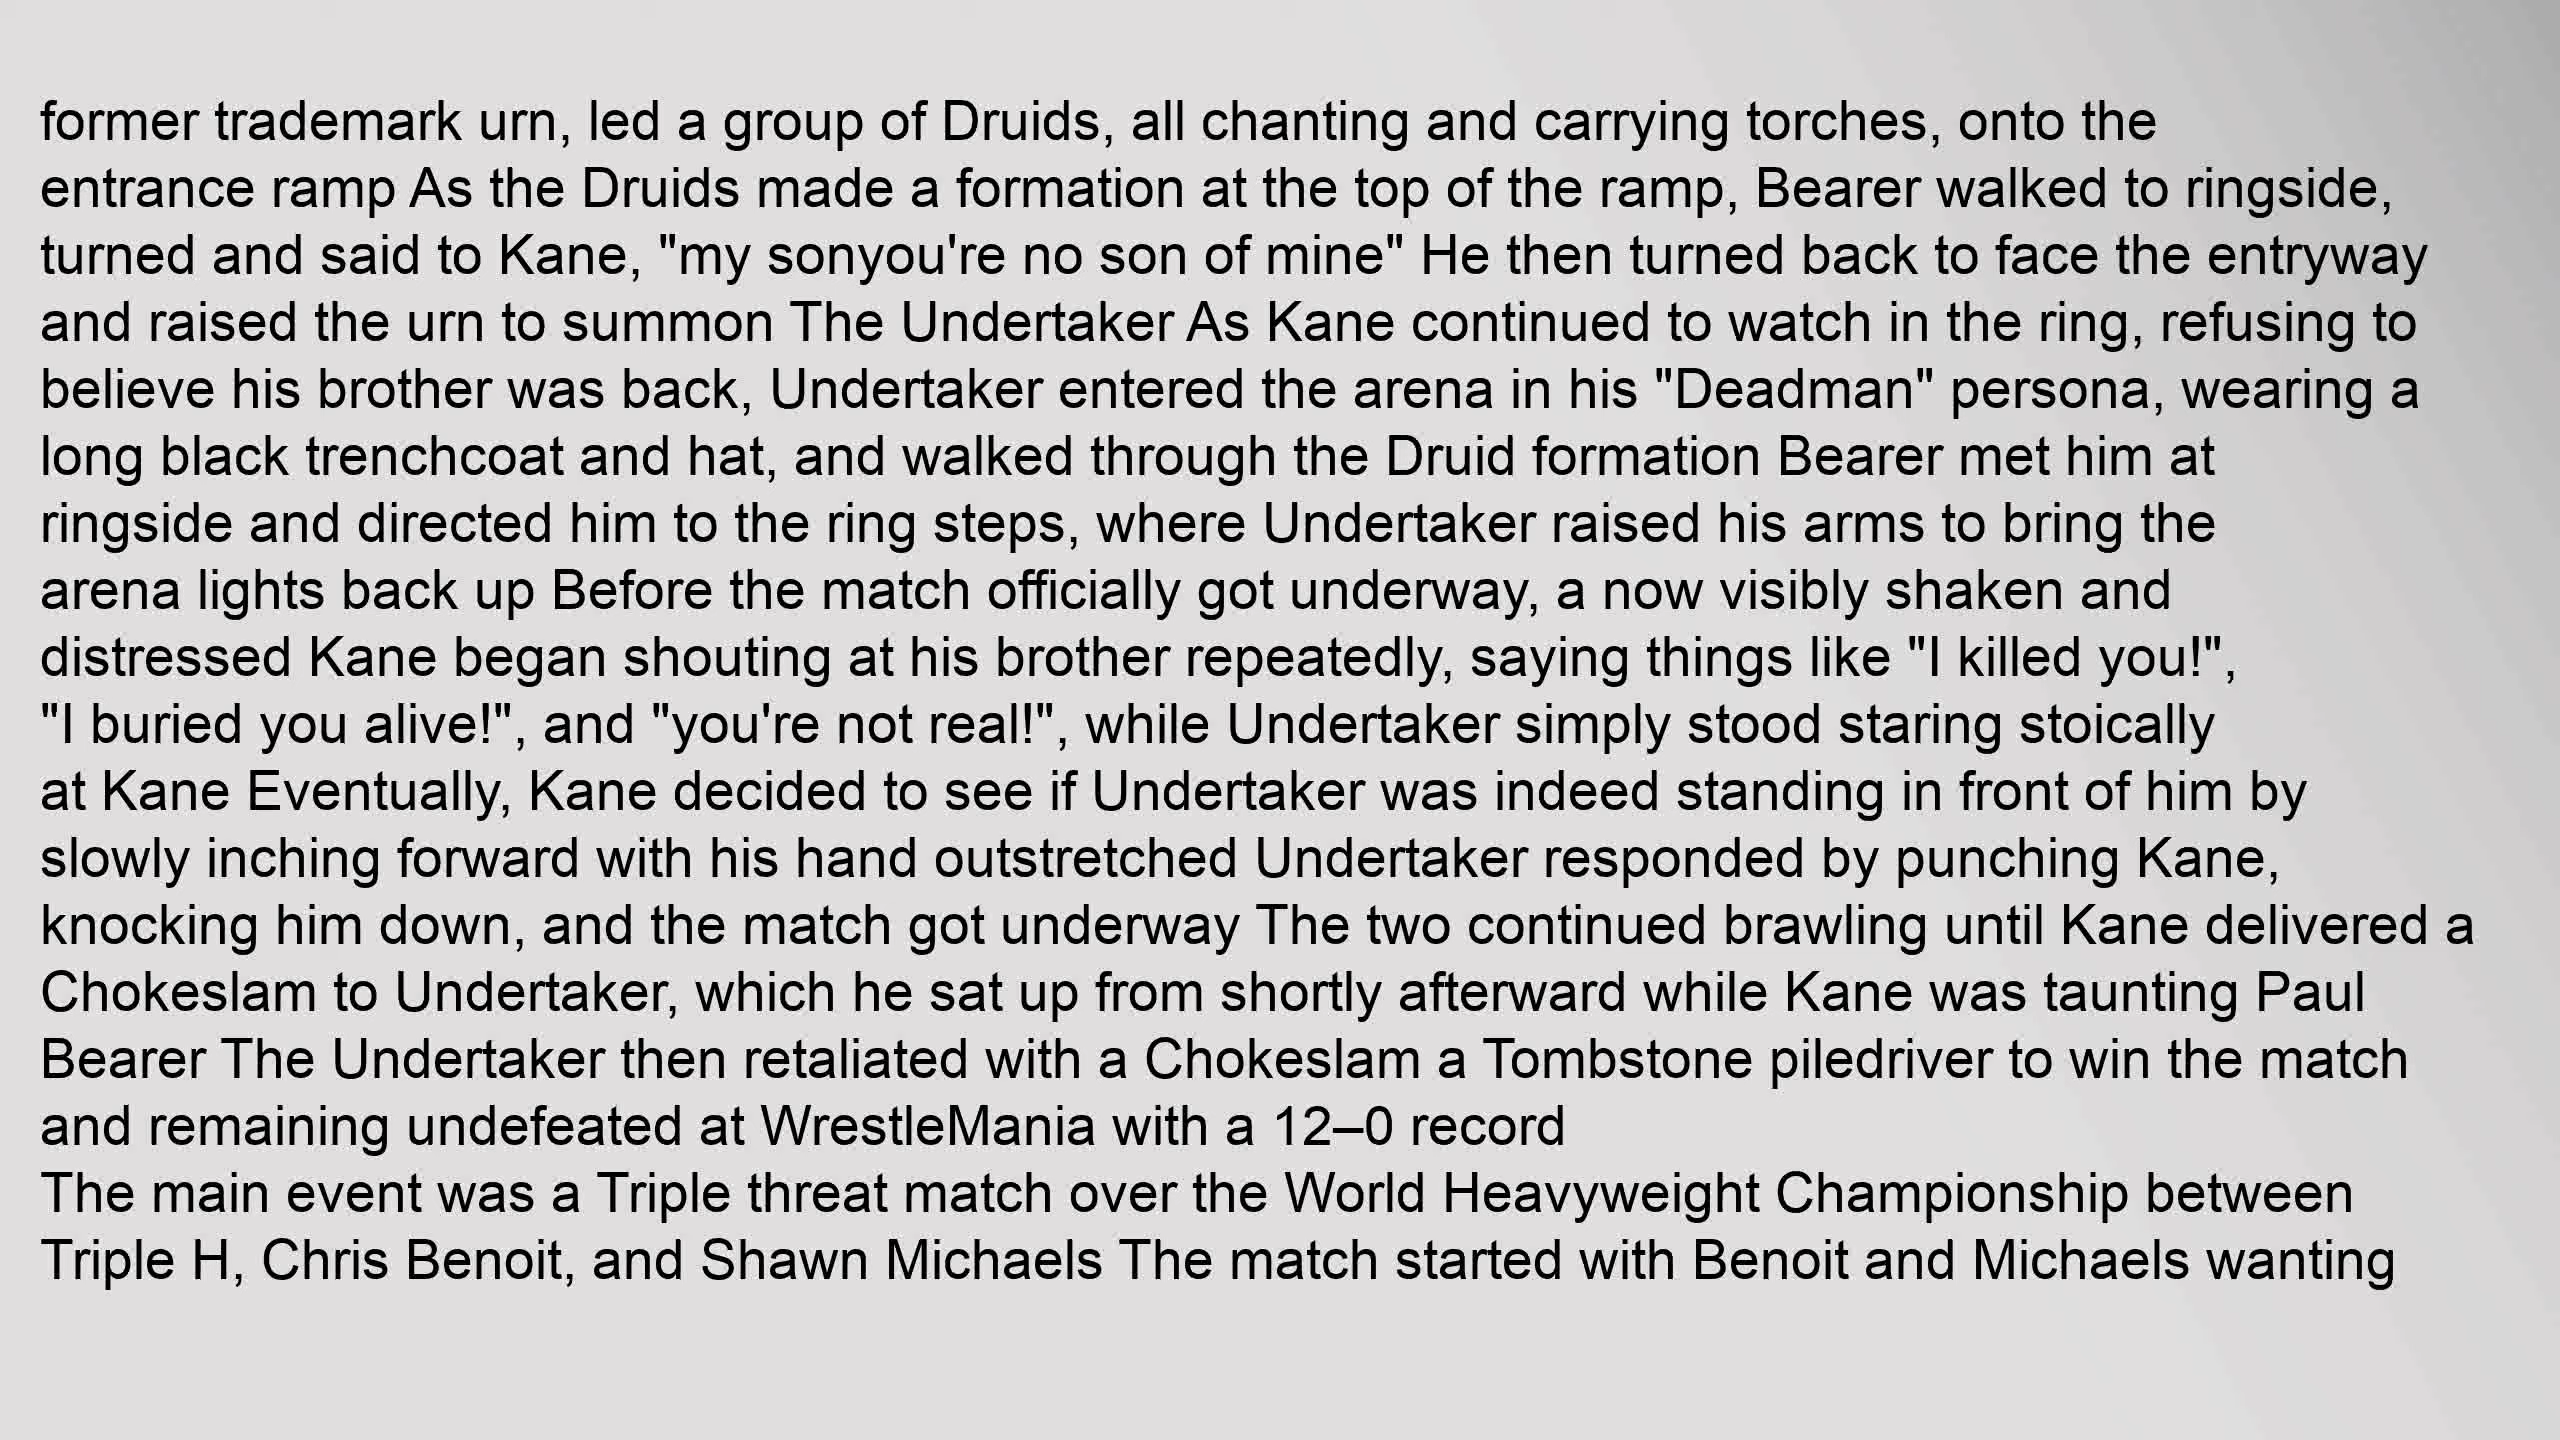 former trademark urn, led a group of Druids, all chanting and carrying torches, onto the
entrance ramp As the Druids made a formation at the top of the ramp, Bearer walked to ringside,
turned and said to Kane, "my sonyou're no son of mine" He then turned back to face the entryway
and raised the urn to summon The Undertaker As Kane continued to watch in the ring, refusing to
believe his brother was back, Undertaker entered the arena in his "Deadman" persona, wearing a
long black trenchcoat and hat, and walked through the Druid formation Bearer met him at
ringside and directed him to the ring steps, where Undertaker raised his arms to bring the
arena lights back up Before the match officially got underway, a now visibly shaken and
distressed Kane began shouting at his brother repeatedly, saying things like "I killed you!",
"I buried you alive!", and "you're not real!", while Undertaker simply stood staring stoically
at Kane Eventually, Kane decided to see if Undertaker was indeed standing in front of him by
slowly inching forward with his hand outstretched Undertaker responded by punching Kane,
knocking him down, and the match got underway The two continued brawling until Kane delivered a
Chokeslam to Undertaker, which he sat up from shortly afterward while Kane was taunting Paul
Bearer The Undertaker then retaliated with a Chokeslam a Tombstone piledriver to win the match
and remaining undefeated at WrestleMania with a 12–0 record
The main event was a Triple threat match over the World Heavyweight Championship between
Triple H, Chris Benoit, and Shawn Michaels The match started with Benoit and Michaels wanting